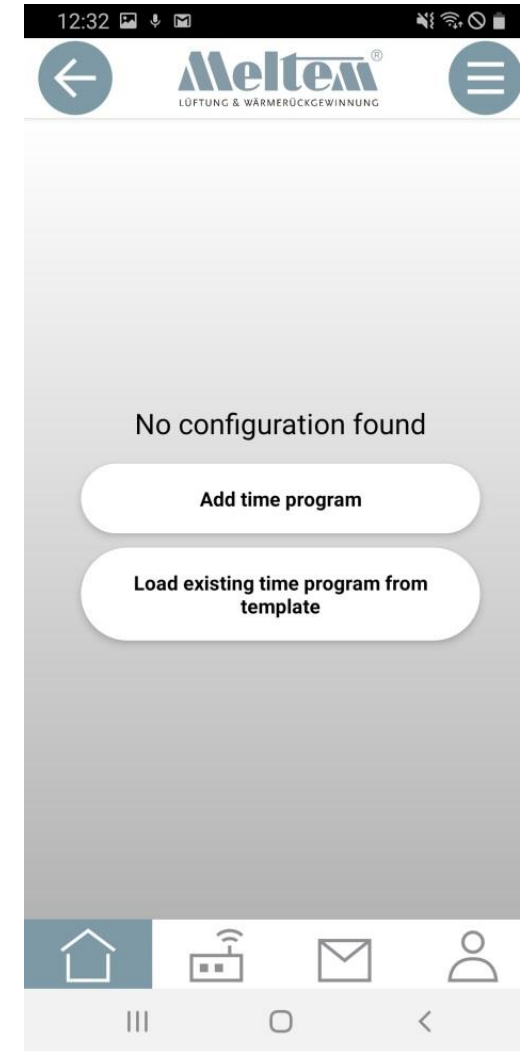 12:32
Meltem®
LÜFTUNG & WÄRMERÜCKGEWINNUNG
No configuration found
Add time program
Load existing time program from
template